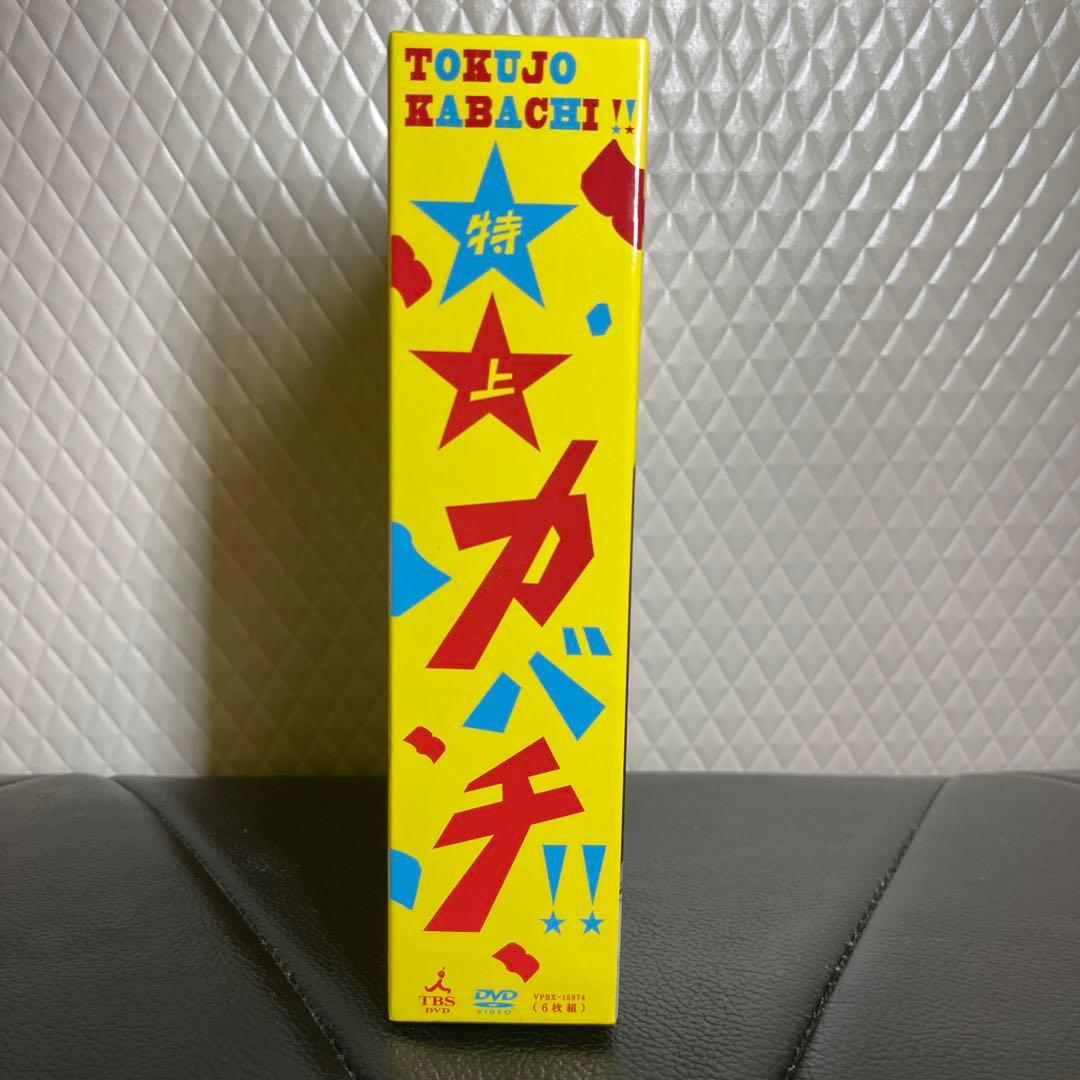 TOKUJO
KABACHI!!
特
上
カ
バ
チ
!!
TBS
DVD
DVD
VIDEO
VPBX-15974
(6枚組)